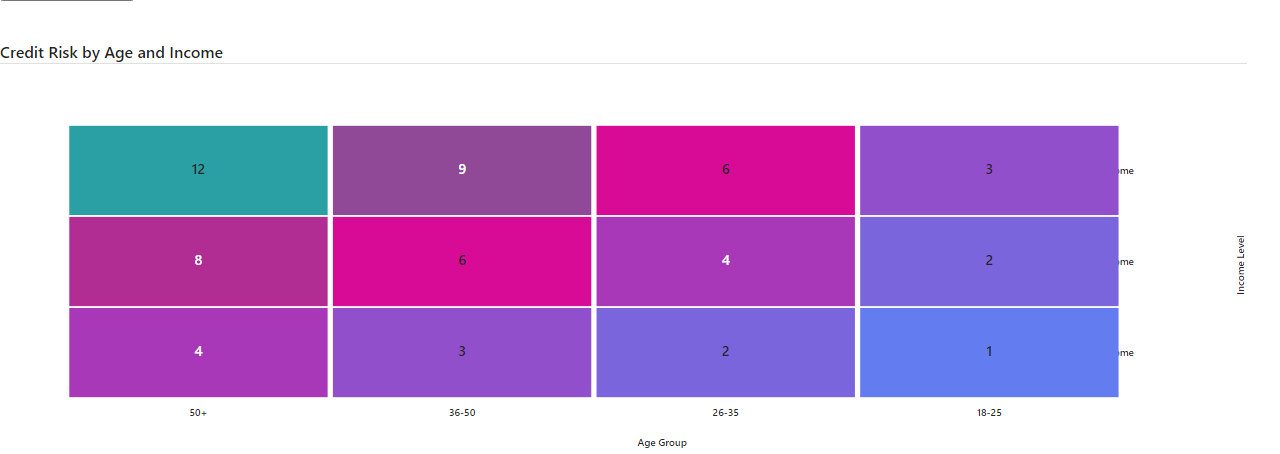 Credit Risk by Age and Income
12 9 6 3
8 6 4 2
4 3 2 1
50+ 36-50 26-35 18-25
Age Group
Income Level